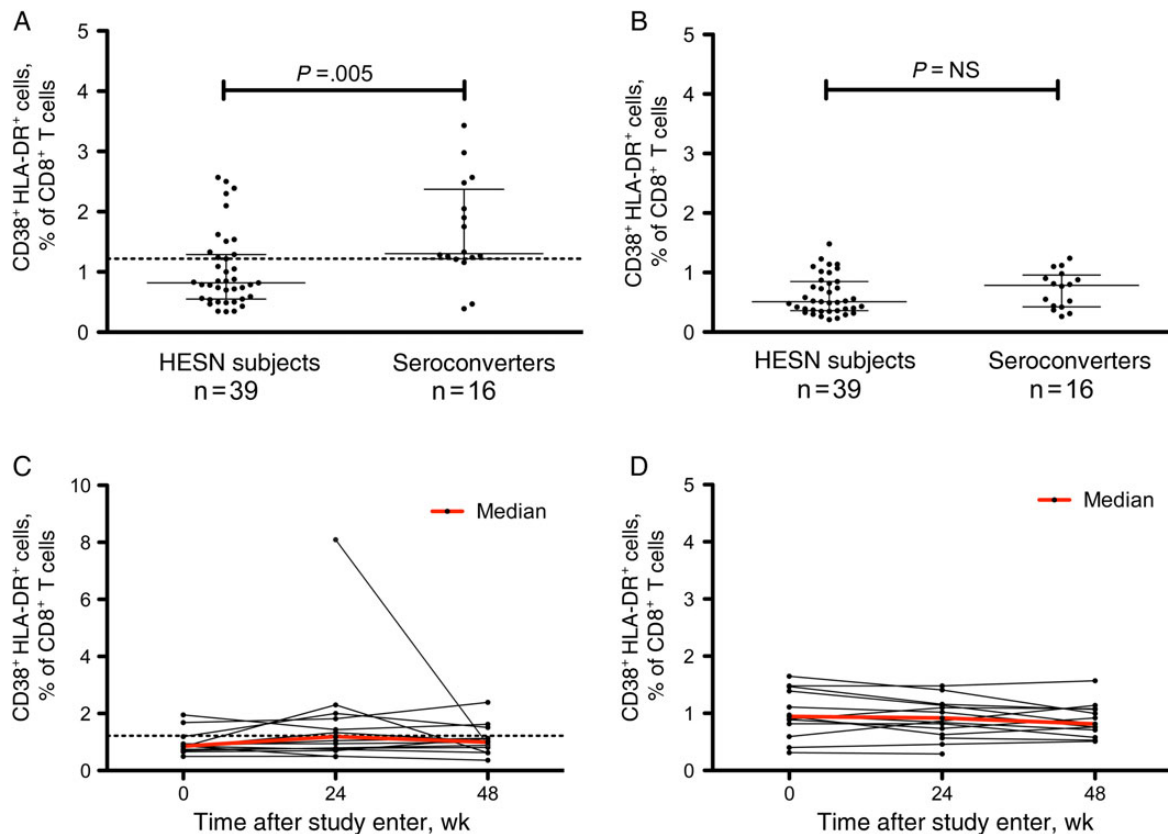 A
CD38⁺ HLA-DR⁺ cells,
% of CD8⁺ T cells
5
4
3
2
1
0
P =.005
HESN subjects
n=39
Seroconverters
n=16
B
CD38⁺ HLA-DR⁺ cells,
% of CD8⁺ T cells
5
4
3
2
1
0
P = NS
HESN subjects
n=39
Seroconverters
n=16
C
CD38⁺ HLA-DR⁺ cells,
% of CD8⁺ T cells
10
8
6
4
2
0
Median
0 24 48
Time after study enter, wk
D
CD38⁺ HLA-DR⁺ cells,
% of CD8⁺ T cells
5
4
3
2
1
0
Median
0 24 48
Time after study enter, wk